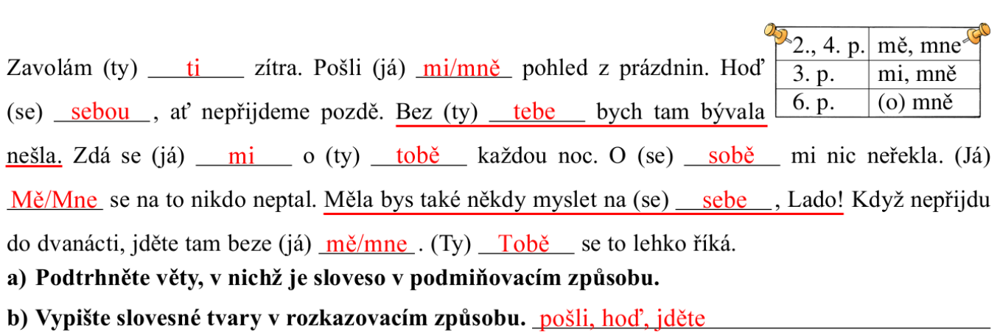 2., 4. p. mě, mne
Zavolám (ty) ti zítra. Pošli (já) mi/mně pohled z prázdnin. Hoď
3. p. mi, mně
(se) sebou, ať nepřijdeme pozdě. Bez (ty) tebe bych tam bývala
6. p. (o) mně
nešla. Zdá se (já) mi o (ty) tobě každou noc. O (se) sobě mi nic neřekla. (Já)
Mě/Mne se na to nikdo neptal. Měla bys také někdy myslet na (se) sebe, Lado! Když nepřijdu
do dvanácti, jděte tam beze (já) mě/mne. (Ty) Tobě se to lehko říká.
a) Podtrhněte věty, v nichž je sloveso v podmiňovacím způsobu.
b) Vypište slovesné tvary v rozkazovacím způsobu. pošli, hoď, jděte